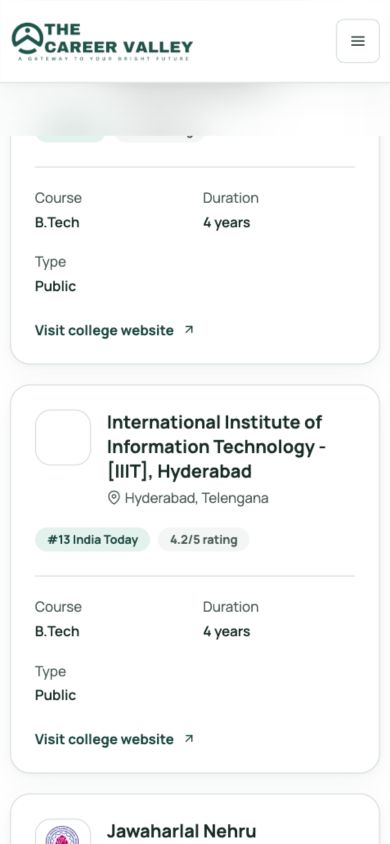 THE
CAREER VALLEY
A GATEWAY TO YOUR BRIGHT FUTURE
Course
Duration
B.Tech
4 years
Type
Public
Visit college website
International Institute of
Information Technology -
[IIIT], Hyderabad
Hyderabad, Telengana
#13 India Today
4.2/5 rating
Course
Duration
B.Tech
4 years
Type
Public
Visit college website
Jawaharlal Nehru